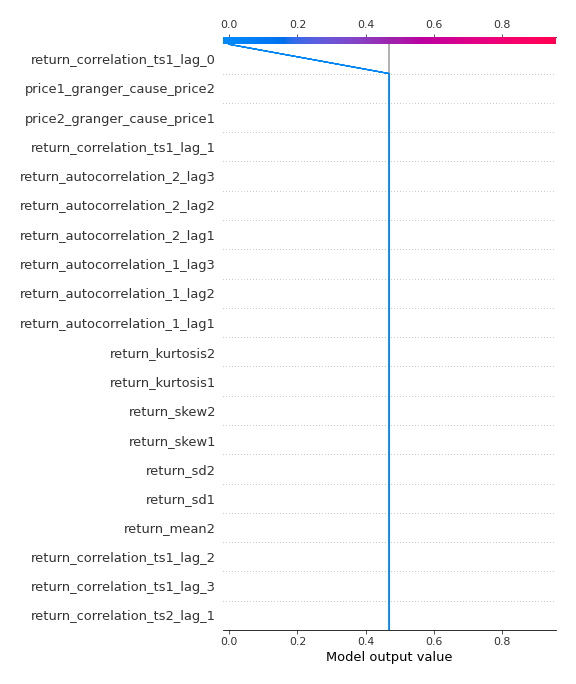 0.0 0.2 0.4 0.6 0.8
return_correlation_ts1_lag_0
price1_granger_cause_price2
price2_granger_cause_price1
return_correlation_ts1_lag_1
return_autocorrelation_2_lag3
return_autocorrelation_2_lag2
return_autocorrelation_2_lag1
return_autocorrelation_1_lag3
return_autocorrelation_1_lag2
return_autocorrelation_1_lag1
return_kurtosis2
return_kurtosis1
return_skew2
return_skew1
return_sd2
return_sd1
return_mean2
return_correlation_ts1_lag_2
return_correlation_ts1_lag_3
return_correlation_ts2_lag_1
0.0 0.2 0.4 0.6 0.8
Model output value